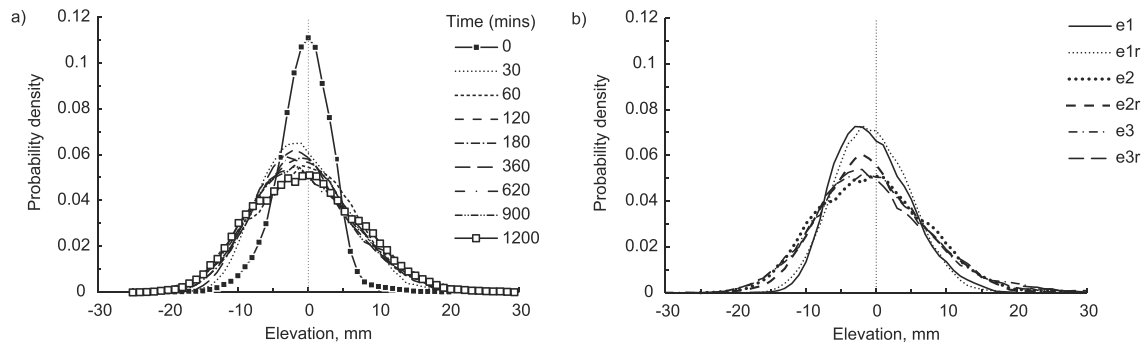 a)
Probability density
0.12
0.1
0.08
0.06
0.04
0.02
0
-30
-20
-10
0
10
20
30
Elevation, mm
Time (mins)
0
30
60
120
180
360
620
900
1200
b)
Probability density
0.12
0.1
0.08
0.06
0.04
0.02
0
-30
-20
-10
0
10
20
30
Elevation, mm
e1
e1r
e2
e2r
e3
e3r